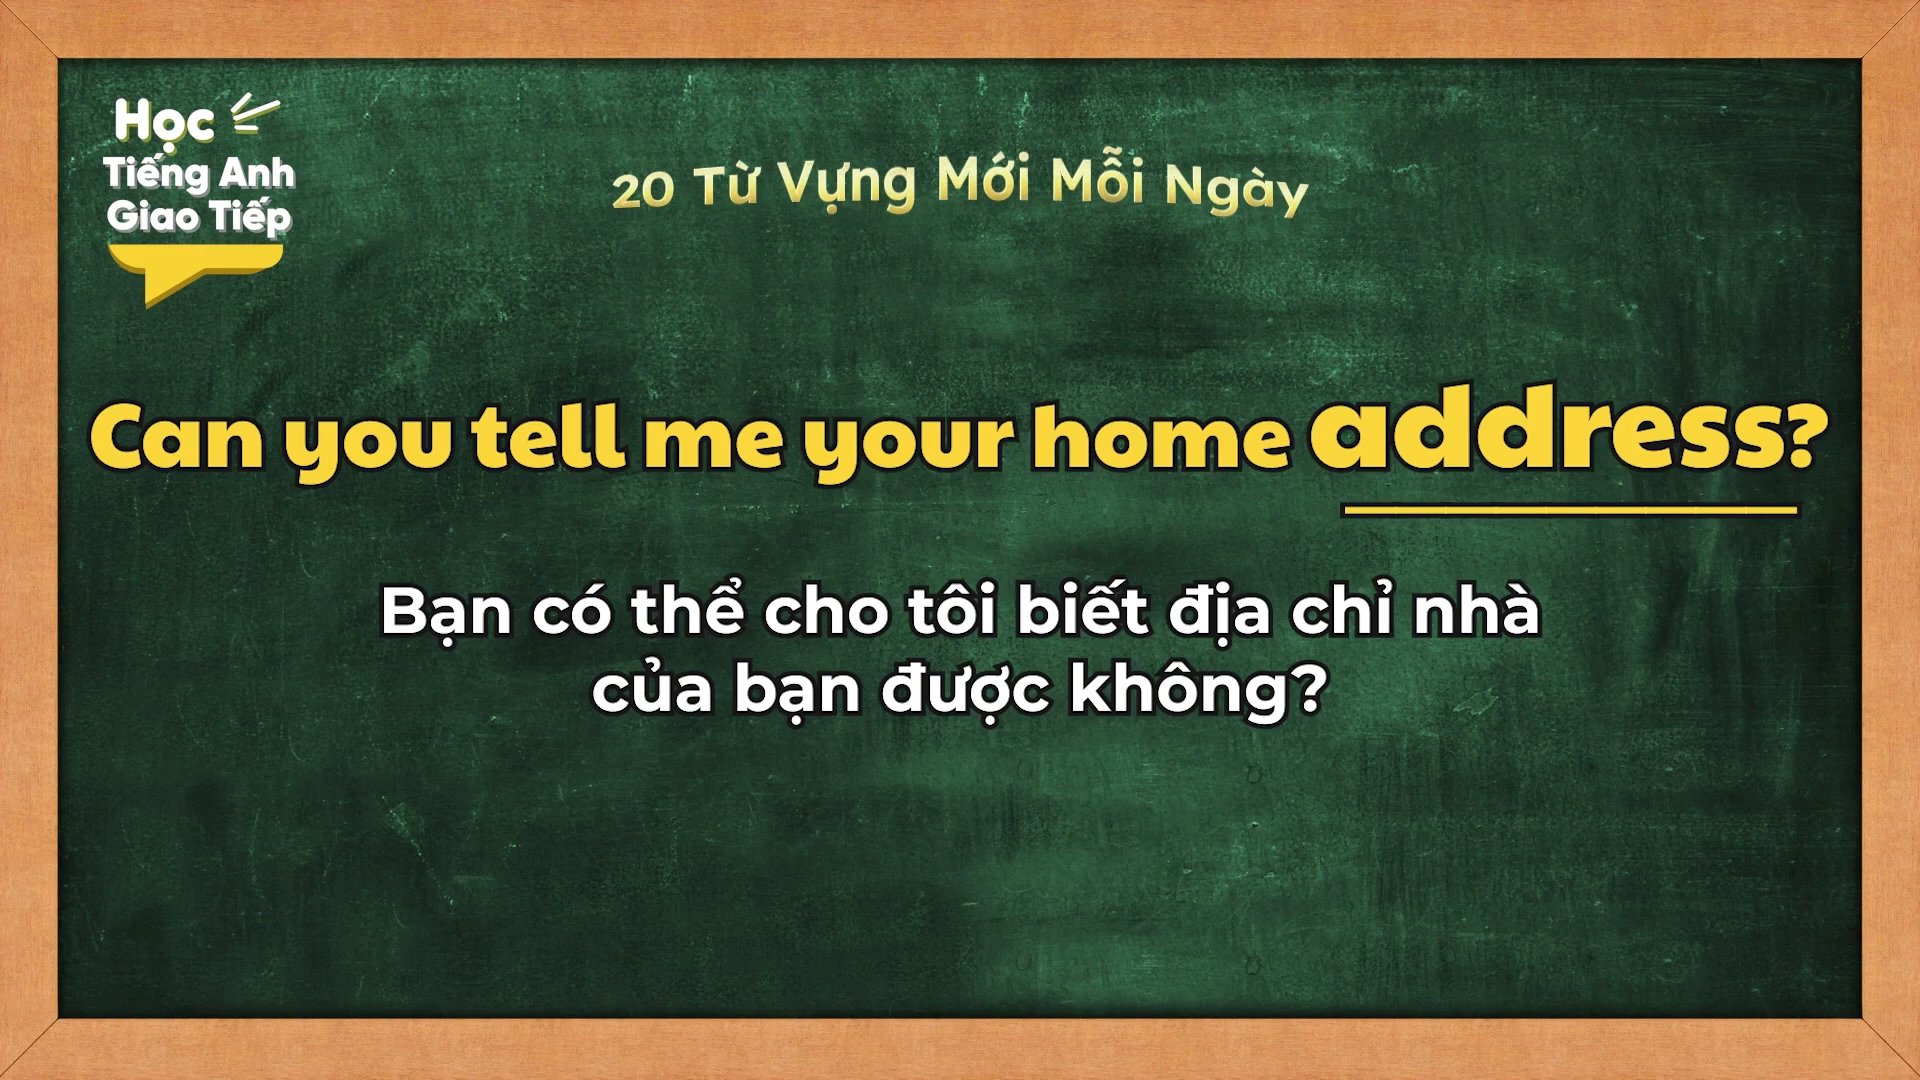 Học
Tiếng Anh
Giao Tiếp
20 Từ Vựng Mới Mỗi Ngày
Can you tell me your home address?
Bạn có thể cho tôi biết địa chỉ nhà
của bạn được không?